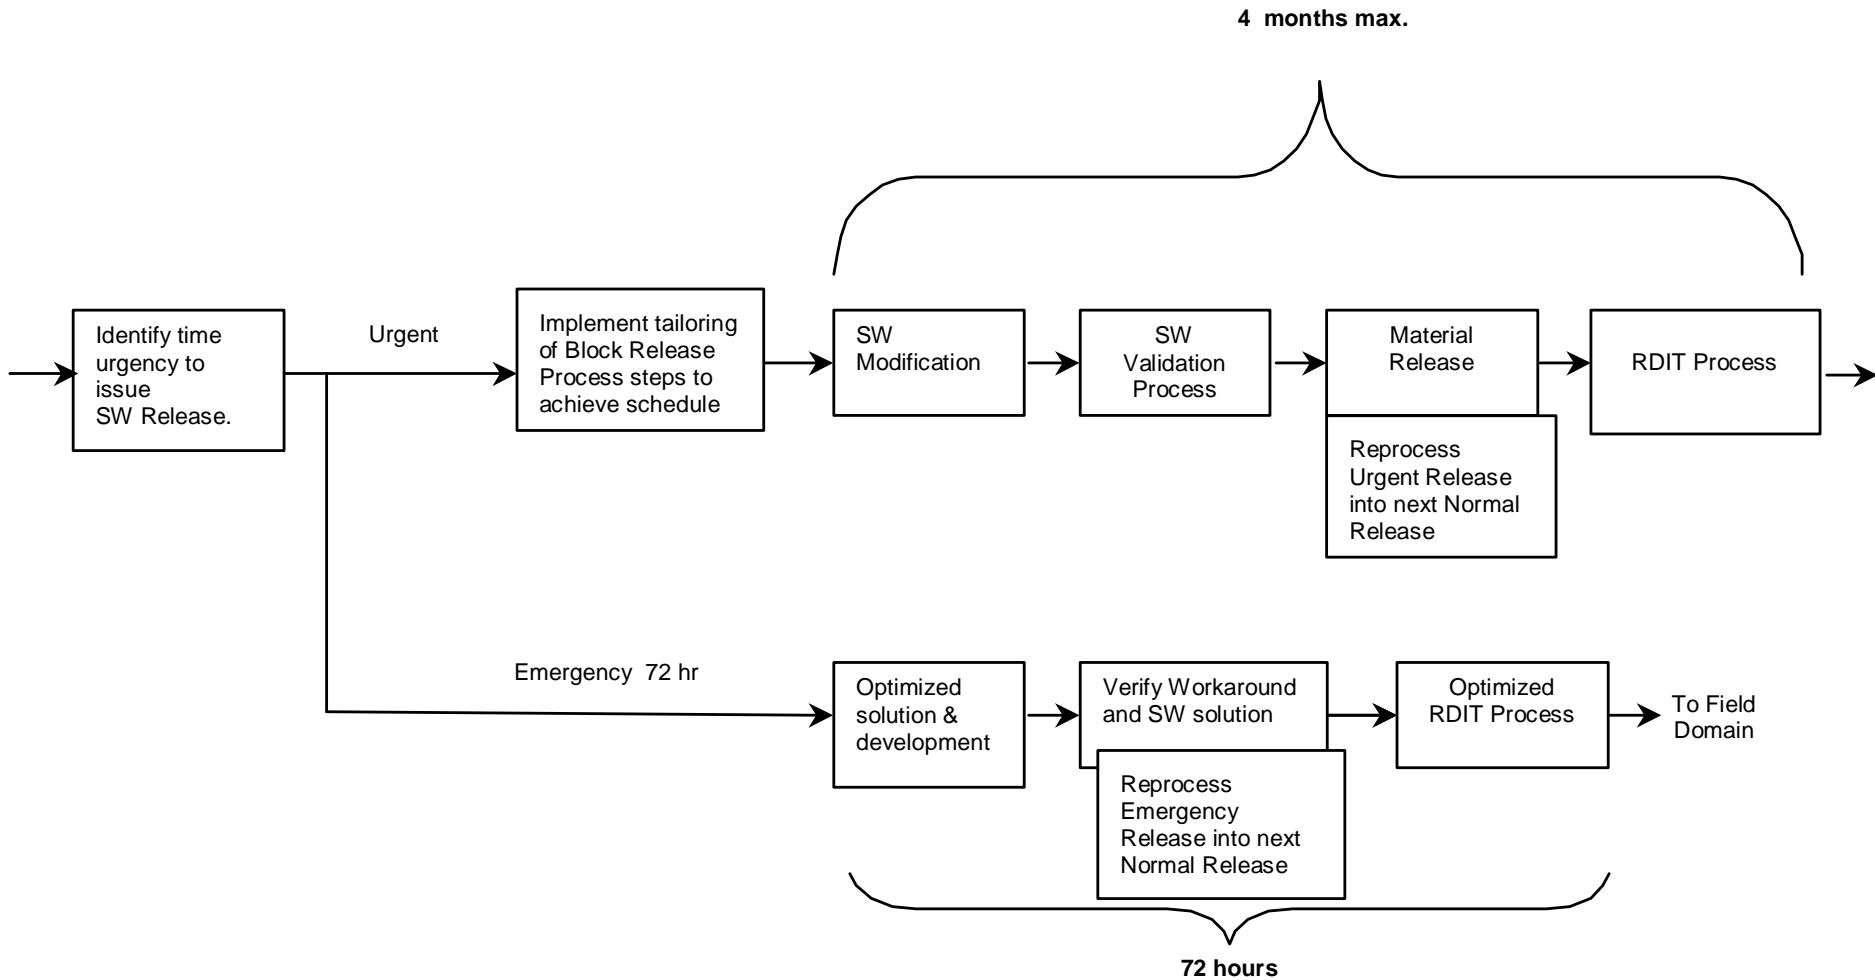 4 months max.
Identify time
urgency to
issue
SW Release.
Urgent
Implement tailoring
of Block Release
Process steps to
achieve schedule
SW
Modification
SW
Validation
Process
Material
Release
RDIT Process
Reprocess
Urgent Release
into next Normal
Release
Emergency 72 hr
Optimized
solution &
development
Verify Workaround
and SW solution
Optimized
RDIT Process
To Field
Domain
Reprocess
Emergency
Release into next
Normal Release
72 hours